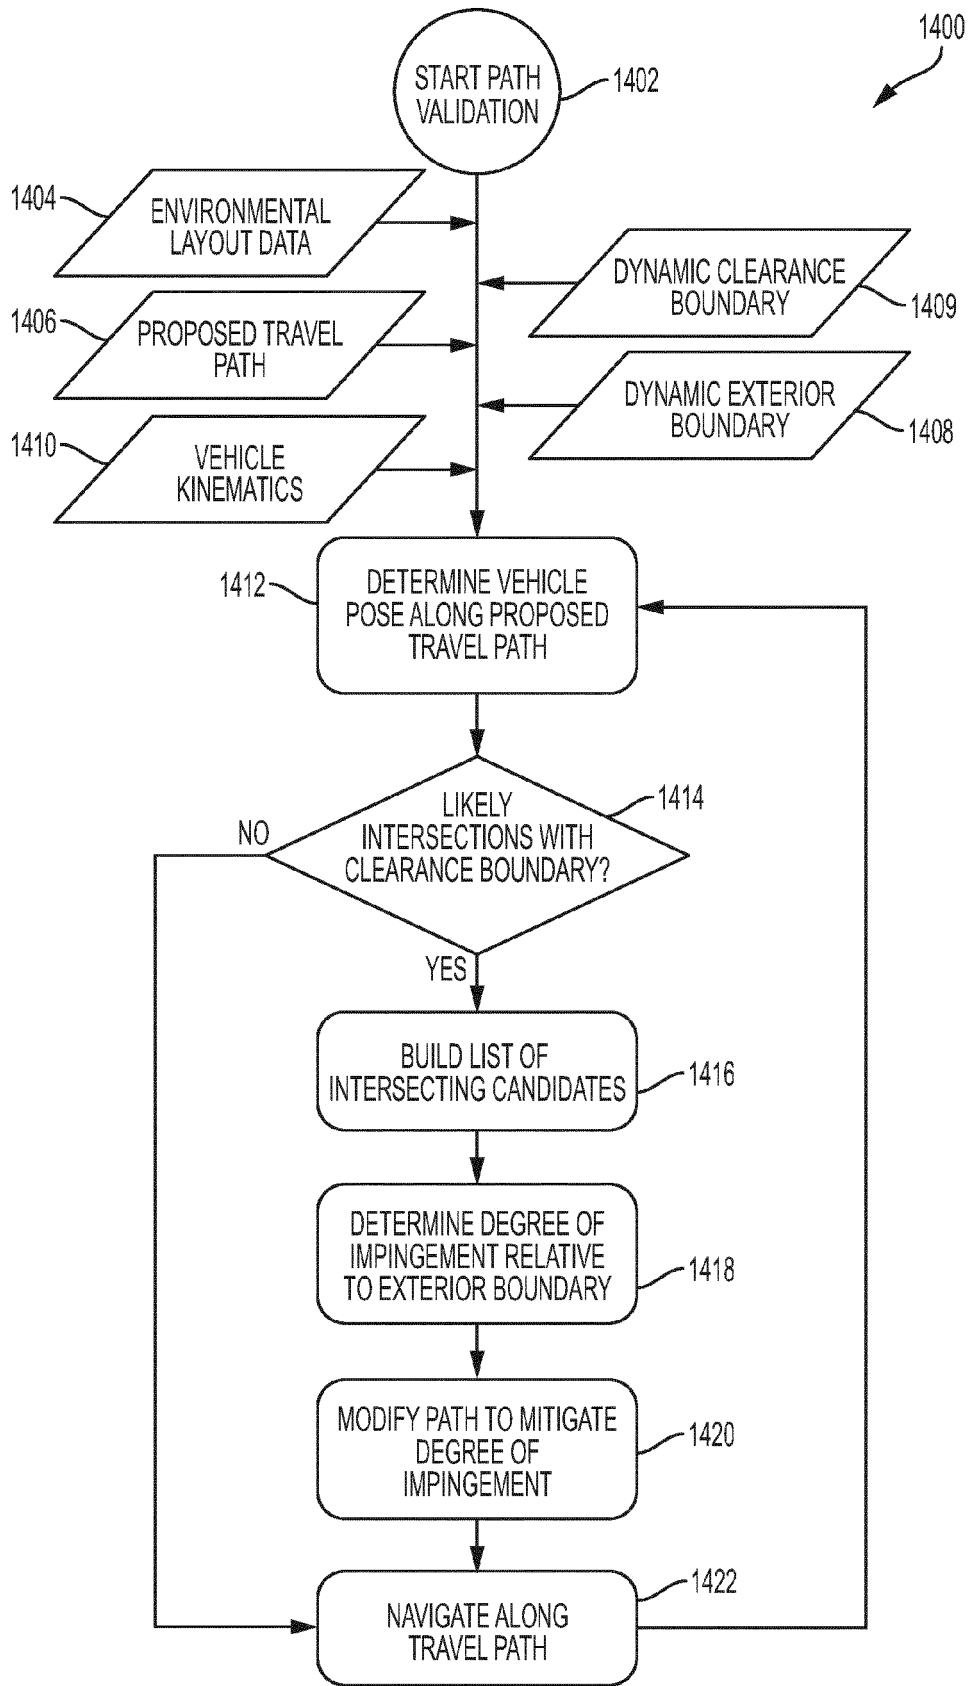 1400
START PATH
VALIDATION
1402
1404
ENVIRONMENTAL
LAYOUT DATA
DYNAMIC CLEARANCE
BOUNDARY
1409
1406
PROPOSED TRAVEL
PATH
DYNAMIC EXTERIOR
BOUNDARY
1408
1410
VEHICLE
KINEMATICS
1412
DETERMINE VEHICLE
POSE ALONG PROPOSED
TRAVEL PATH
1414
LIKELY
INTERSECTIONS WITH
CLEARANCE BOUNDARY?
NO
YES
BUILD LIST OF
INTERSECTING CANDIDATES
1416
DETERMINE DEGREE OF
IMPINGEMENT RELATIVE
TO EXTERIOR BOUNDARY
1418
MODIFY PATH TO MITIGATE
DEGREE OF
IMPINGEMENT
1420
1422
NAVIGATE ALONG
TRAVEL PATH